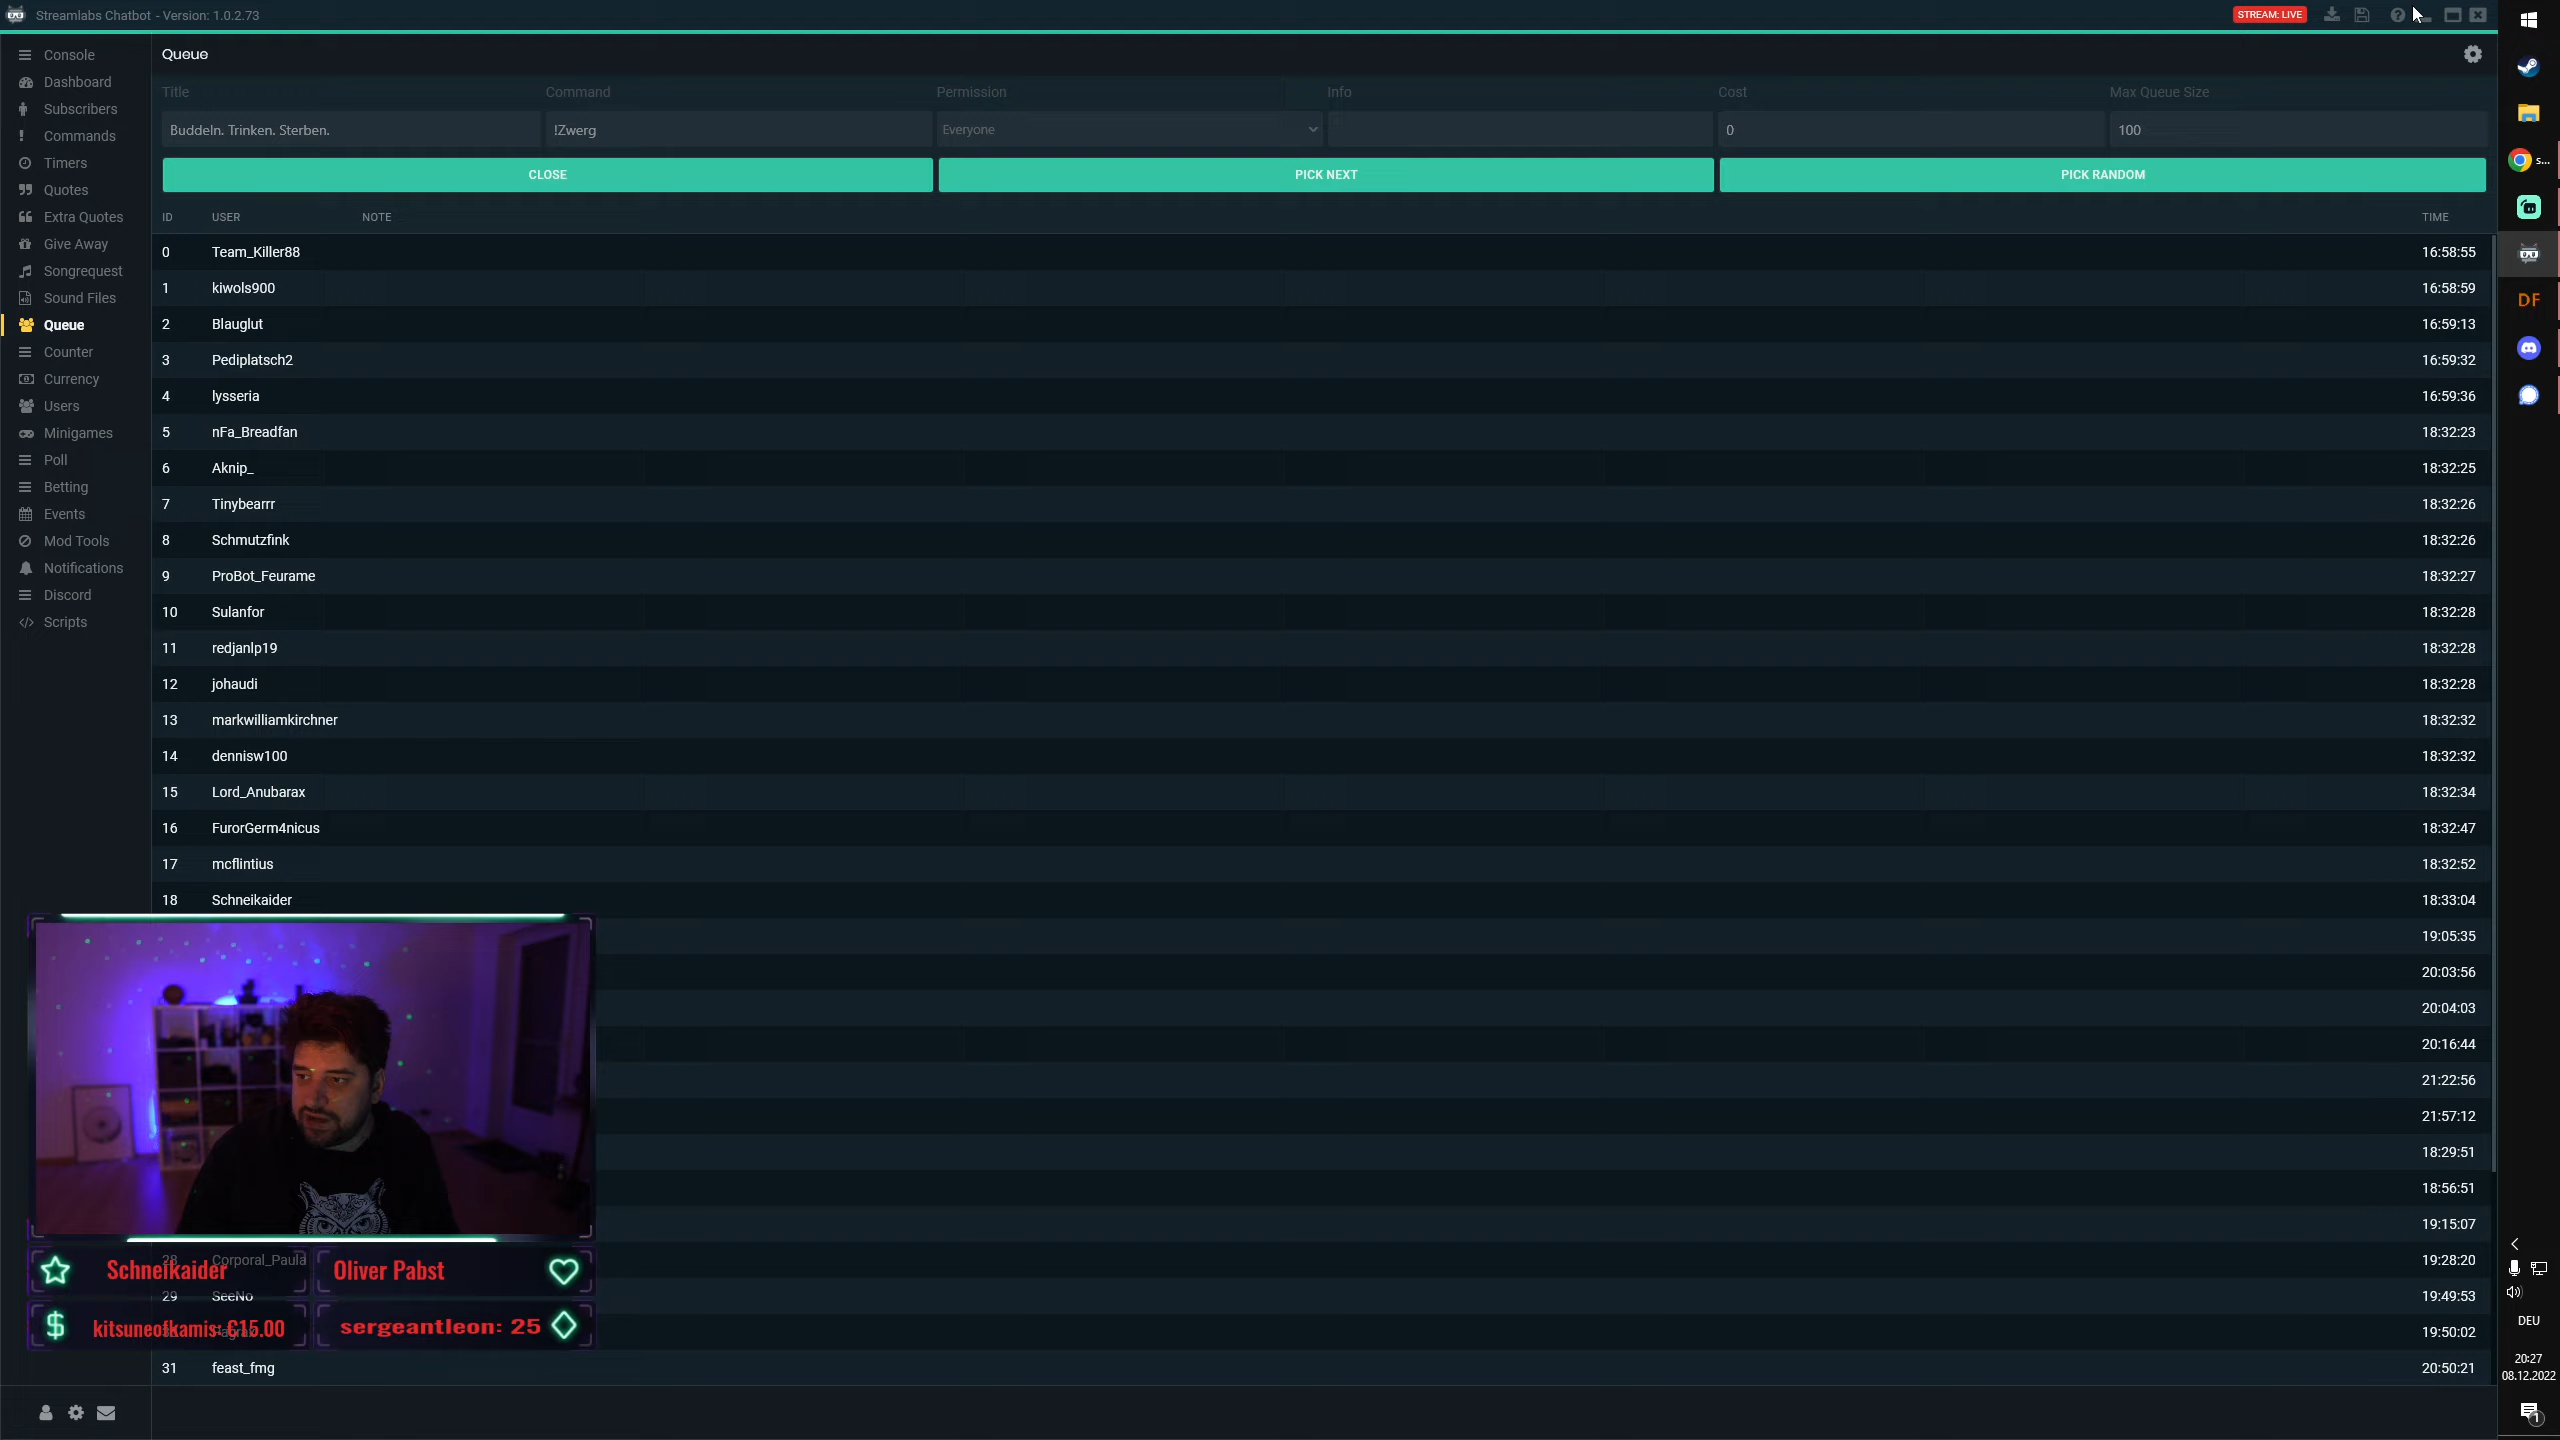 Streamlabs Chatbot - Version: 1.0.2.73
STREAM: LIVE
Console
Dashboard
Subscribers
Commands
Timers
Quotes
Extra Quotes
Give Away
Songrequest
Sound Files
Queue
Counter
Currency
Users
Minigames
Poll
Betting
Events
Mod Tools
Notifications
Discord
Scripts
Queue
Title Command Permission Info Cost Max Queue Size
Buddeln. Trinken. Sterben. !Zwerg Everyone 0 100
CLOSE PICK NEXT PICK RANDOM
ID USER NOTE TIME
0 Team_Killer88 16:58:55
1 kiwols900 16:58:59
2 Blauglut 16:59:13
3 Pediplatsch2 16:59:32
4 lysseria 16:59:36
5 nFa_Breadfan 18:32:23
6 Aknip_ 18:32:25
7 Tinybearrr 18:32:26
8 Schmutzfink 18:32:26
9 ProBot_Feurame 18:32:27
10 Sulanfor 18:32:28
11 redjanlp19 18:32:28
12 johaudi 18:32:28
13 markwilliamkirchner 18:32:32
14 dennisw100 18:32:32
15 Lord_Anubarax 18:32:34
16 FurorGerm4nicus 18:32:47
17 mcflintius 18:32:52
18 Schneikaider 18:33:04
19:05:35
20:03:56
20:04:03
20:16:44
21:22:56
21:57:12
18:29:51
18:56:51
19:15:07
28 Corporal_Paula 19:28:20
29 SeeNo 19:49:53
19:50:02
31 feast_fmg 20:50:21
Schneikaider
Oliver Pabst
$ kitsuneofkamis: €15.00
sergeantleon: 25
s...
DF
DEU
20:27
08.12.2022
1